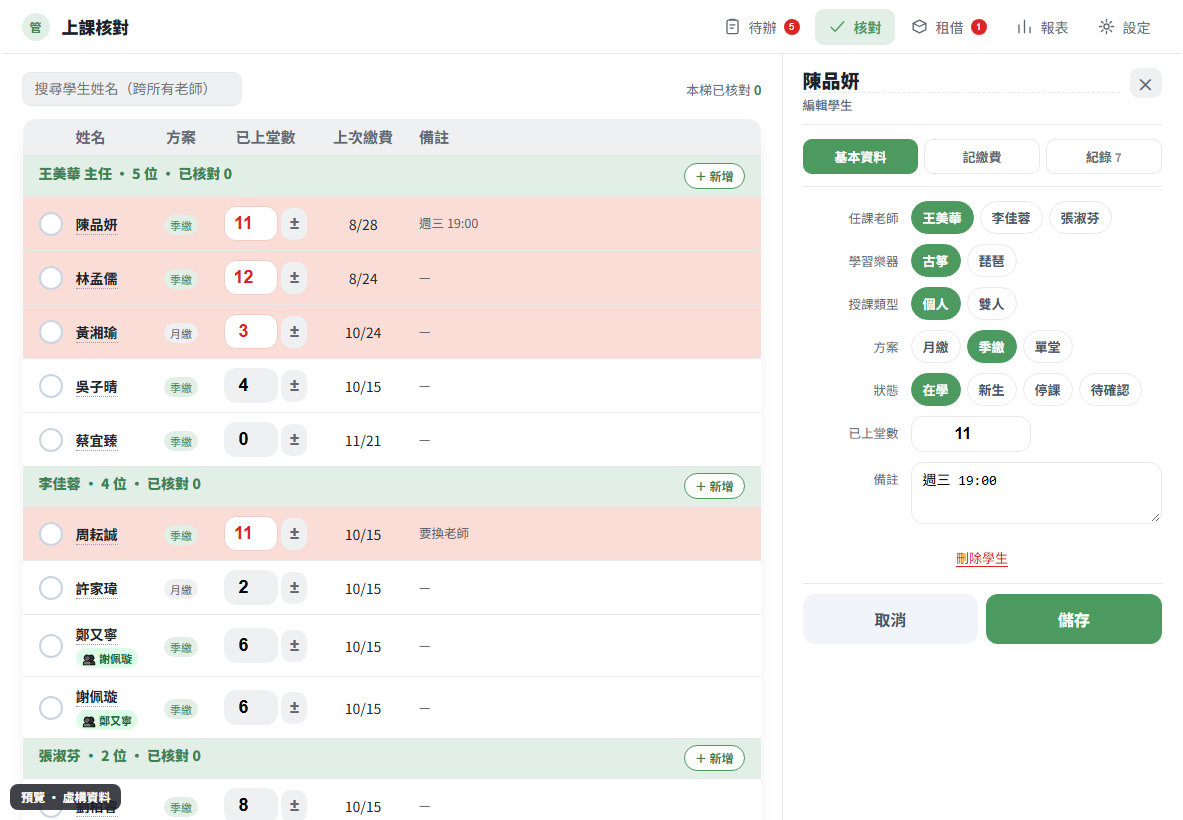 管 上課核對 待辦 5 核對 租借 1 報表 設定
搜尋學生姓名（跨所有老師） 本梯已核對 0
姓名 方案 已上堂數 上次繳費 備註
王美華 主任 • 5 位 • 已核對 0 + 新增
陳品妍 季繳 11 ± 8/28 週三 19:00
林孟儒 季繳 12 ± 8/24 —
黃湘瑜 月繳 3 ± 10/24 —
吳子晴 季繳 4 ± 10/15 —
蔡宜臻 季繳 0 ± 11/21 —
李佳蓉 • 4 位 • 已核對 0 + 新增
周耘誠 季繳 11 ± 10/15 要換老師
許家瑋 月繳 2 ± 10/15 —
鄭又寧 季繳 6 ± 10/15 —
謝佩璇
謝佩璇 季繳 6 ± 10/15 —
鄭又寧
張淑芬 • 2 位 • 已核對 0 + 新增
季繳 8 ± 10/15 —
預覽 • 虛構資料
陳品妍
編輯學生
基本資料 記繳費 紀錄 7
任課老師 王美華 李佳蓉 張淑芬
學習樂器 古箏 琵琶
授課類型 個人 雙人
方案 月繳 季繳 單堂
狀態 在學 新生 停課 待確認
已上堂數 11
備註 週三 19:00
刪除學生
取消 儲存